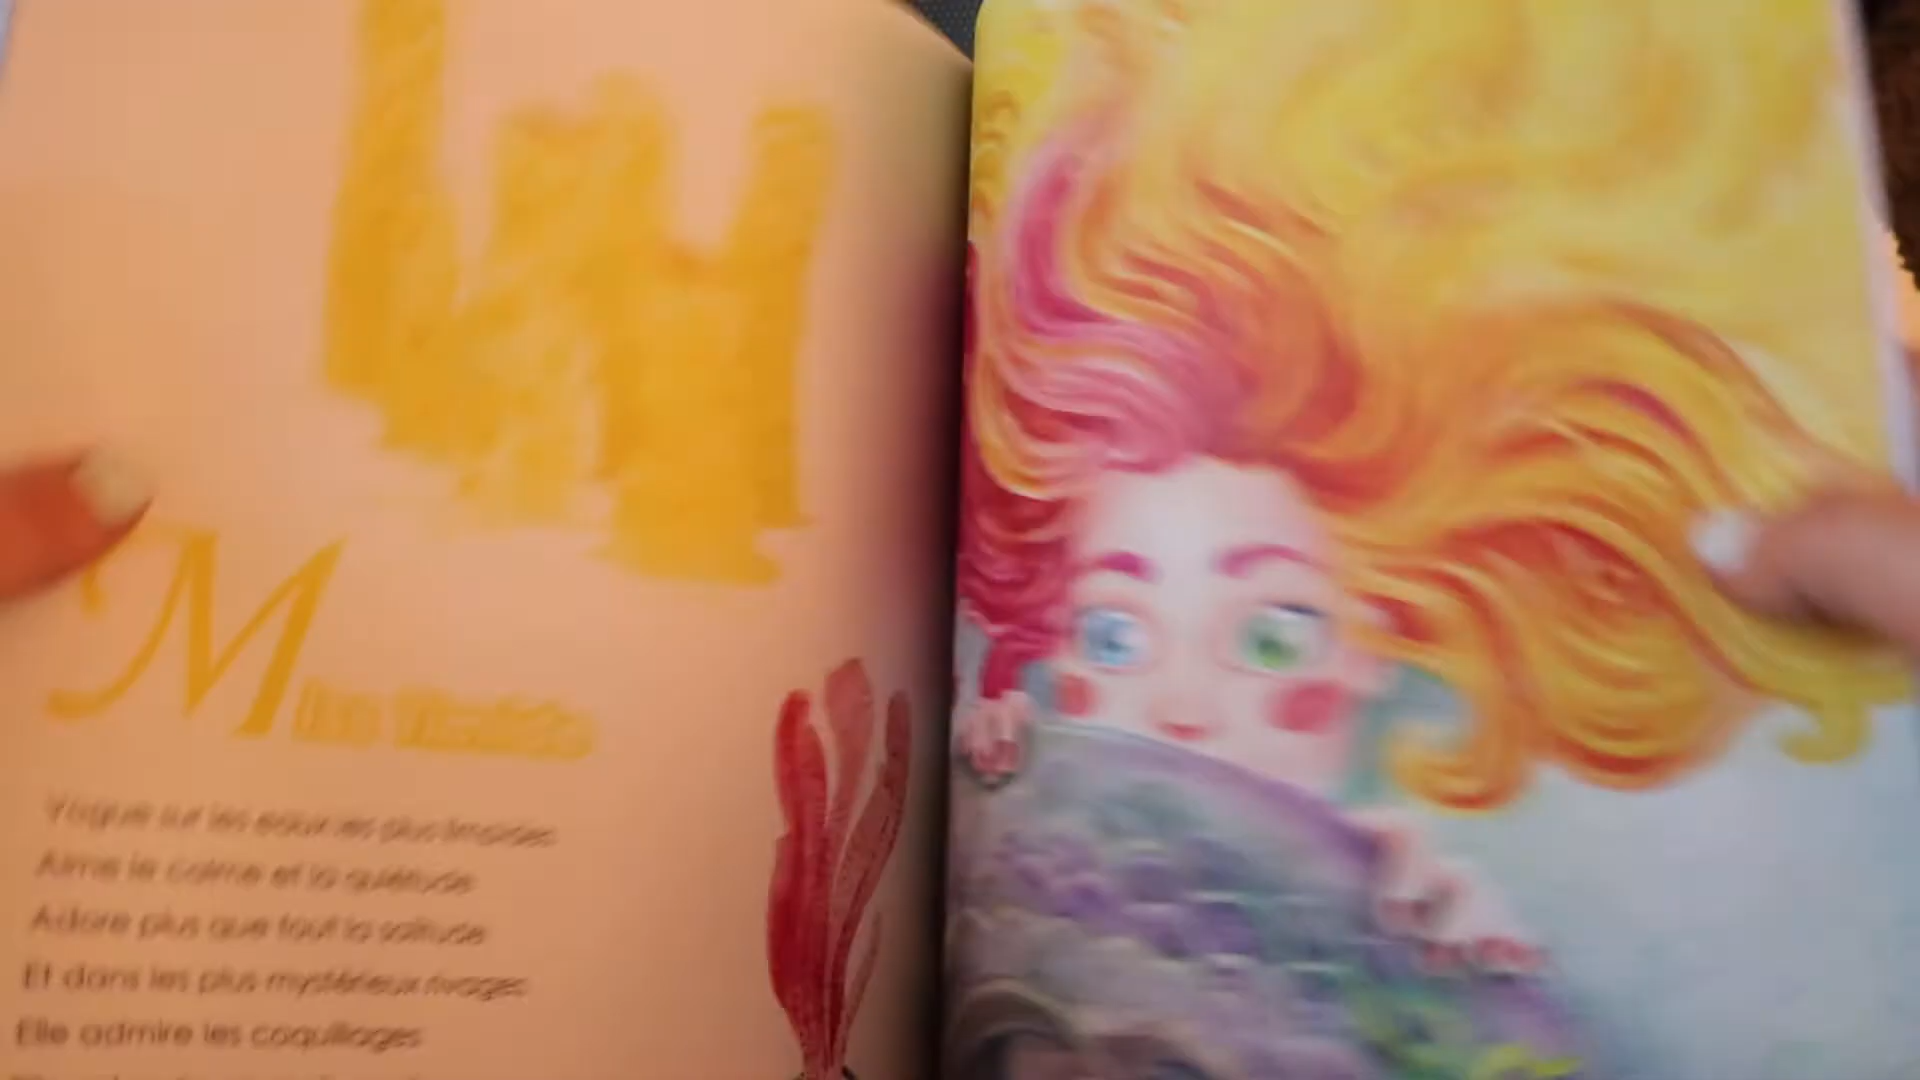 Vogue sur les eaux les plus limpides
Aime le calme et la quiétude
Adore plus que tout la solitude
Et dans les plus mystérieux rivages
Elle admire les coquillages